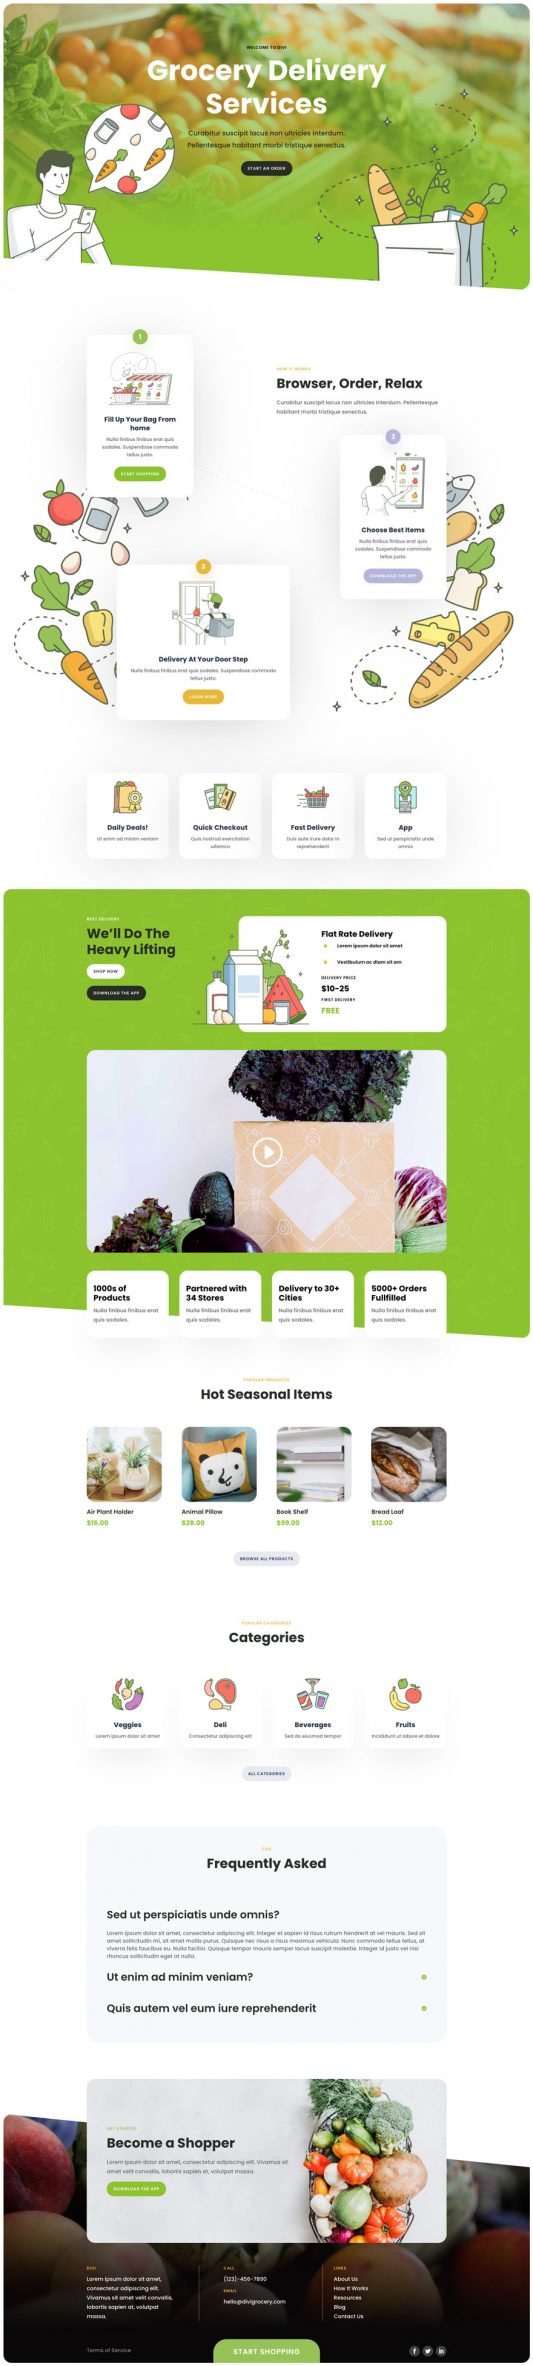 WELCOME TO DIVI
Grocery Delivery
Services
Curabitur suscipit lacus non ultricies interdum.
Pellentesque habitant morbi tristique senectus.
START AN ORDER
1
Fill Up Your Bag From
home
Nulla finibus finibus erat quis
sodales. Suspendisse commodo
tellus justo.
START SHOPPING
HOW IT WORKS
Browser, Order, Relax
Curabitur suscipit lacus non ultricies interdum. Pellentesque
habitant morbi tristique senectus.
2
Choose Best Items
Nulla finibus finibus erat quis
sodales. Suspendisse commodo
tellus justo.
DOWNLOAD THE APP
3
Delivery At Your Door Step
Nulla finibus finibus erat quis sodales. Suspendisse commodo
tellus justo.
LEARN MORE
Daily Deals!
Ut enim ad minim veniam
Quick Checkout
Quis nostrud exercitation
ullamco
Fast Delivery
Duis aute irure dolor in
reprehenderit
App
Sed ut perspiciatis unde
omnis
BEST DELIVERY
We'll Do The
Heavy Lifting
SHOP NOW
DOWNLOAD THE APP
Flat Rate Delivery
Lorem ipsum dolor sit amet
Vestibulum ac diam sit am
DELIVERY PRICE
$10-25
FIRST DELIVERY
FREE
1000s of
Products
Nulla finibus finibus erat
quis sodales.
Partnered with
34 Stores
Nulla finibus finibus erat
quis sodales.
Delivery to 30+
Cities
Nulla finibus finibus erat
quis sodales.
5000+ Orders
Fullfilled
Nulla finibus finibus erat
quis sodales.
POPULAR PRODUCTS
Hot Seasonal Items
Air Plant Holder
$16.00
Animal Pillow
$28.00
Book Shelf
$99.00
Bread Loaf
$12.00
BROWSE ALL PRODUCTS
POPULAR CATEGORIES
Categories
Veggies
Lorem ipsum dolor sit amet
Deli
Consectetur adipiscing elit
Beverages
Sed do eiusmod tempor
Fruits
Incididunt ut labore et dolore
ALL CATEGORIES
FAQ
Frequently Asked
Sed ut perspiciatis unde omnis?
Lorem ipsum dolor sit amet, consectetur adipiscing elit. Integer et sapien id risus rutrum hendrerit at vel mauris. Sed sit
amet sollicitudin mi, sit amet mollis purus. Quisque nec risus a risus maximus vehicula. Nunc commodo tellus tellus, at
viverra felis faucibus eu. Nulla facilisi. Quisque tempor mauris semper lacus suscipit molestie. Integer id justo vel nisl
rhoncus sollicitudin eget at nulla.
Ut enim ad minim veniam?
Quis autem vel eum iure reprehenderit
GET STARTED
Become a Shopper
Lorem ipsum dolor sit amet, consectetur adipiscing elit. Vivamus sit
amet velit convallis, lobortis sapien at, volutpat massa.
DOWNLOAD THE APP
DIVI
Lorem ipsum dolor sit amet,
consectetur adipiscing elit.
Vivamus sit amet velit convallis,
lobortis sapien at, volutpat
massa.
CALL
(123)-456-7890
EMAIL
hello@divigrocery.com
LINKS
About Us
How It Works
Resources
Blog
Contact Us
Terms of Service
START SHOPPING